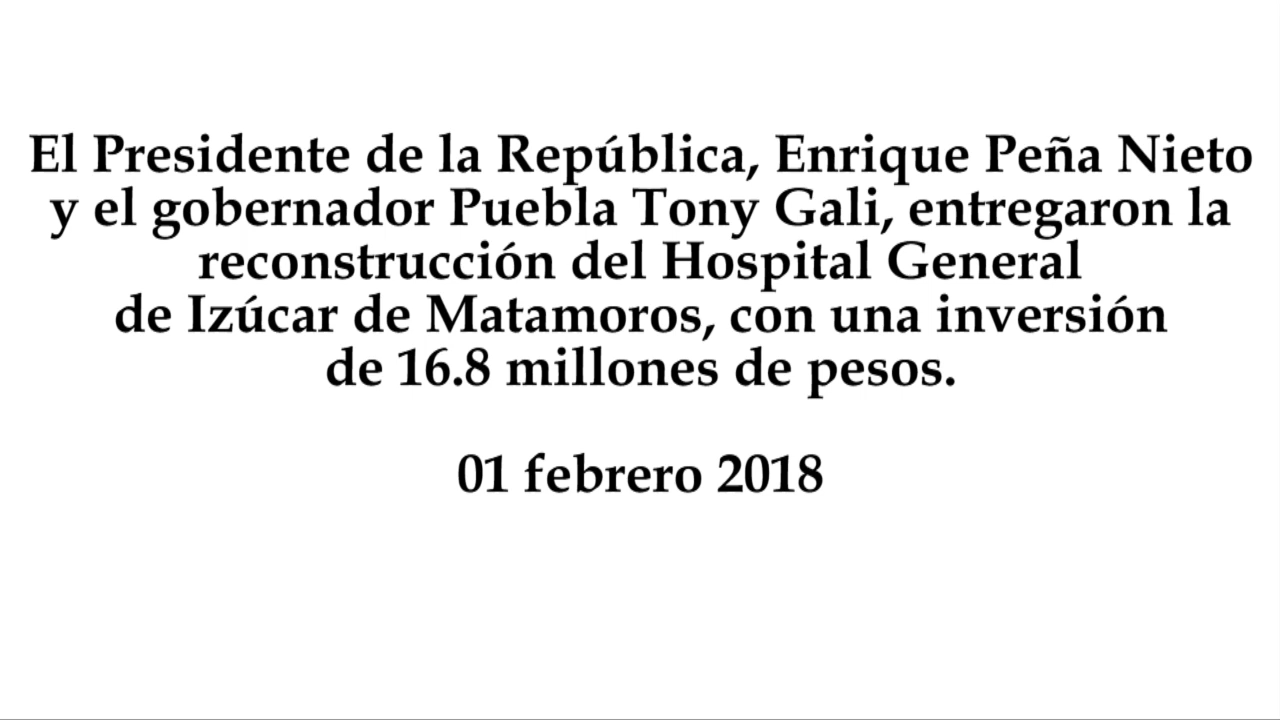 El Presidente de la República, Enrique Peña Nieto
y el gobernador Puebla Tony Gali, entregaron la
reconstrucción del Hospital General
de Izúcar de Matamoros, con una inversión
de 16.8 millones de pesos.
01 febrero 2018